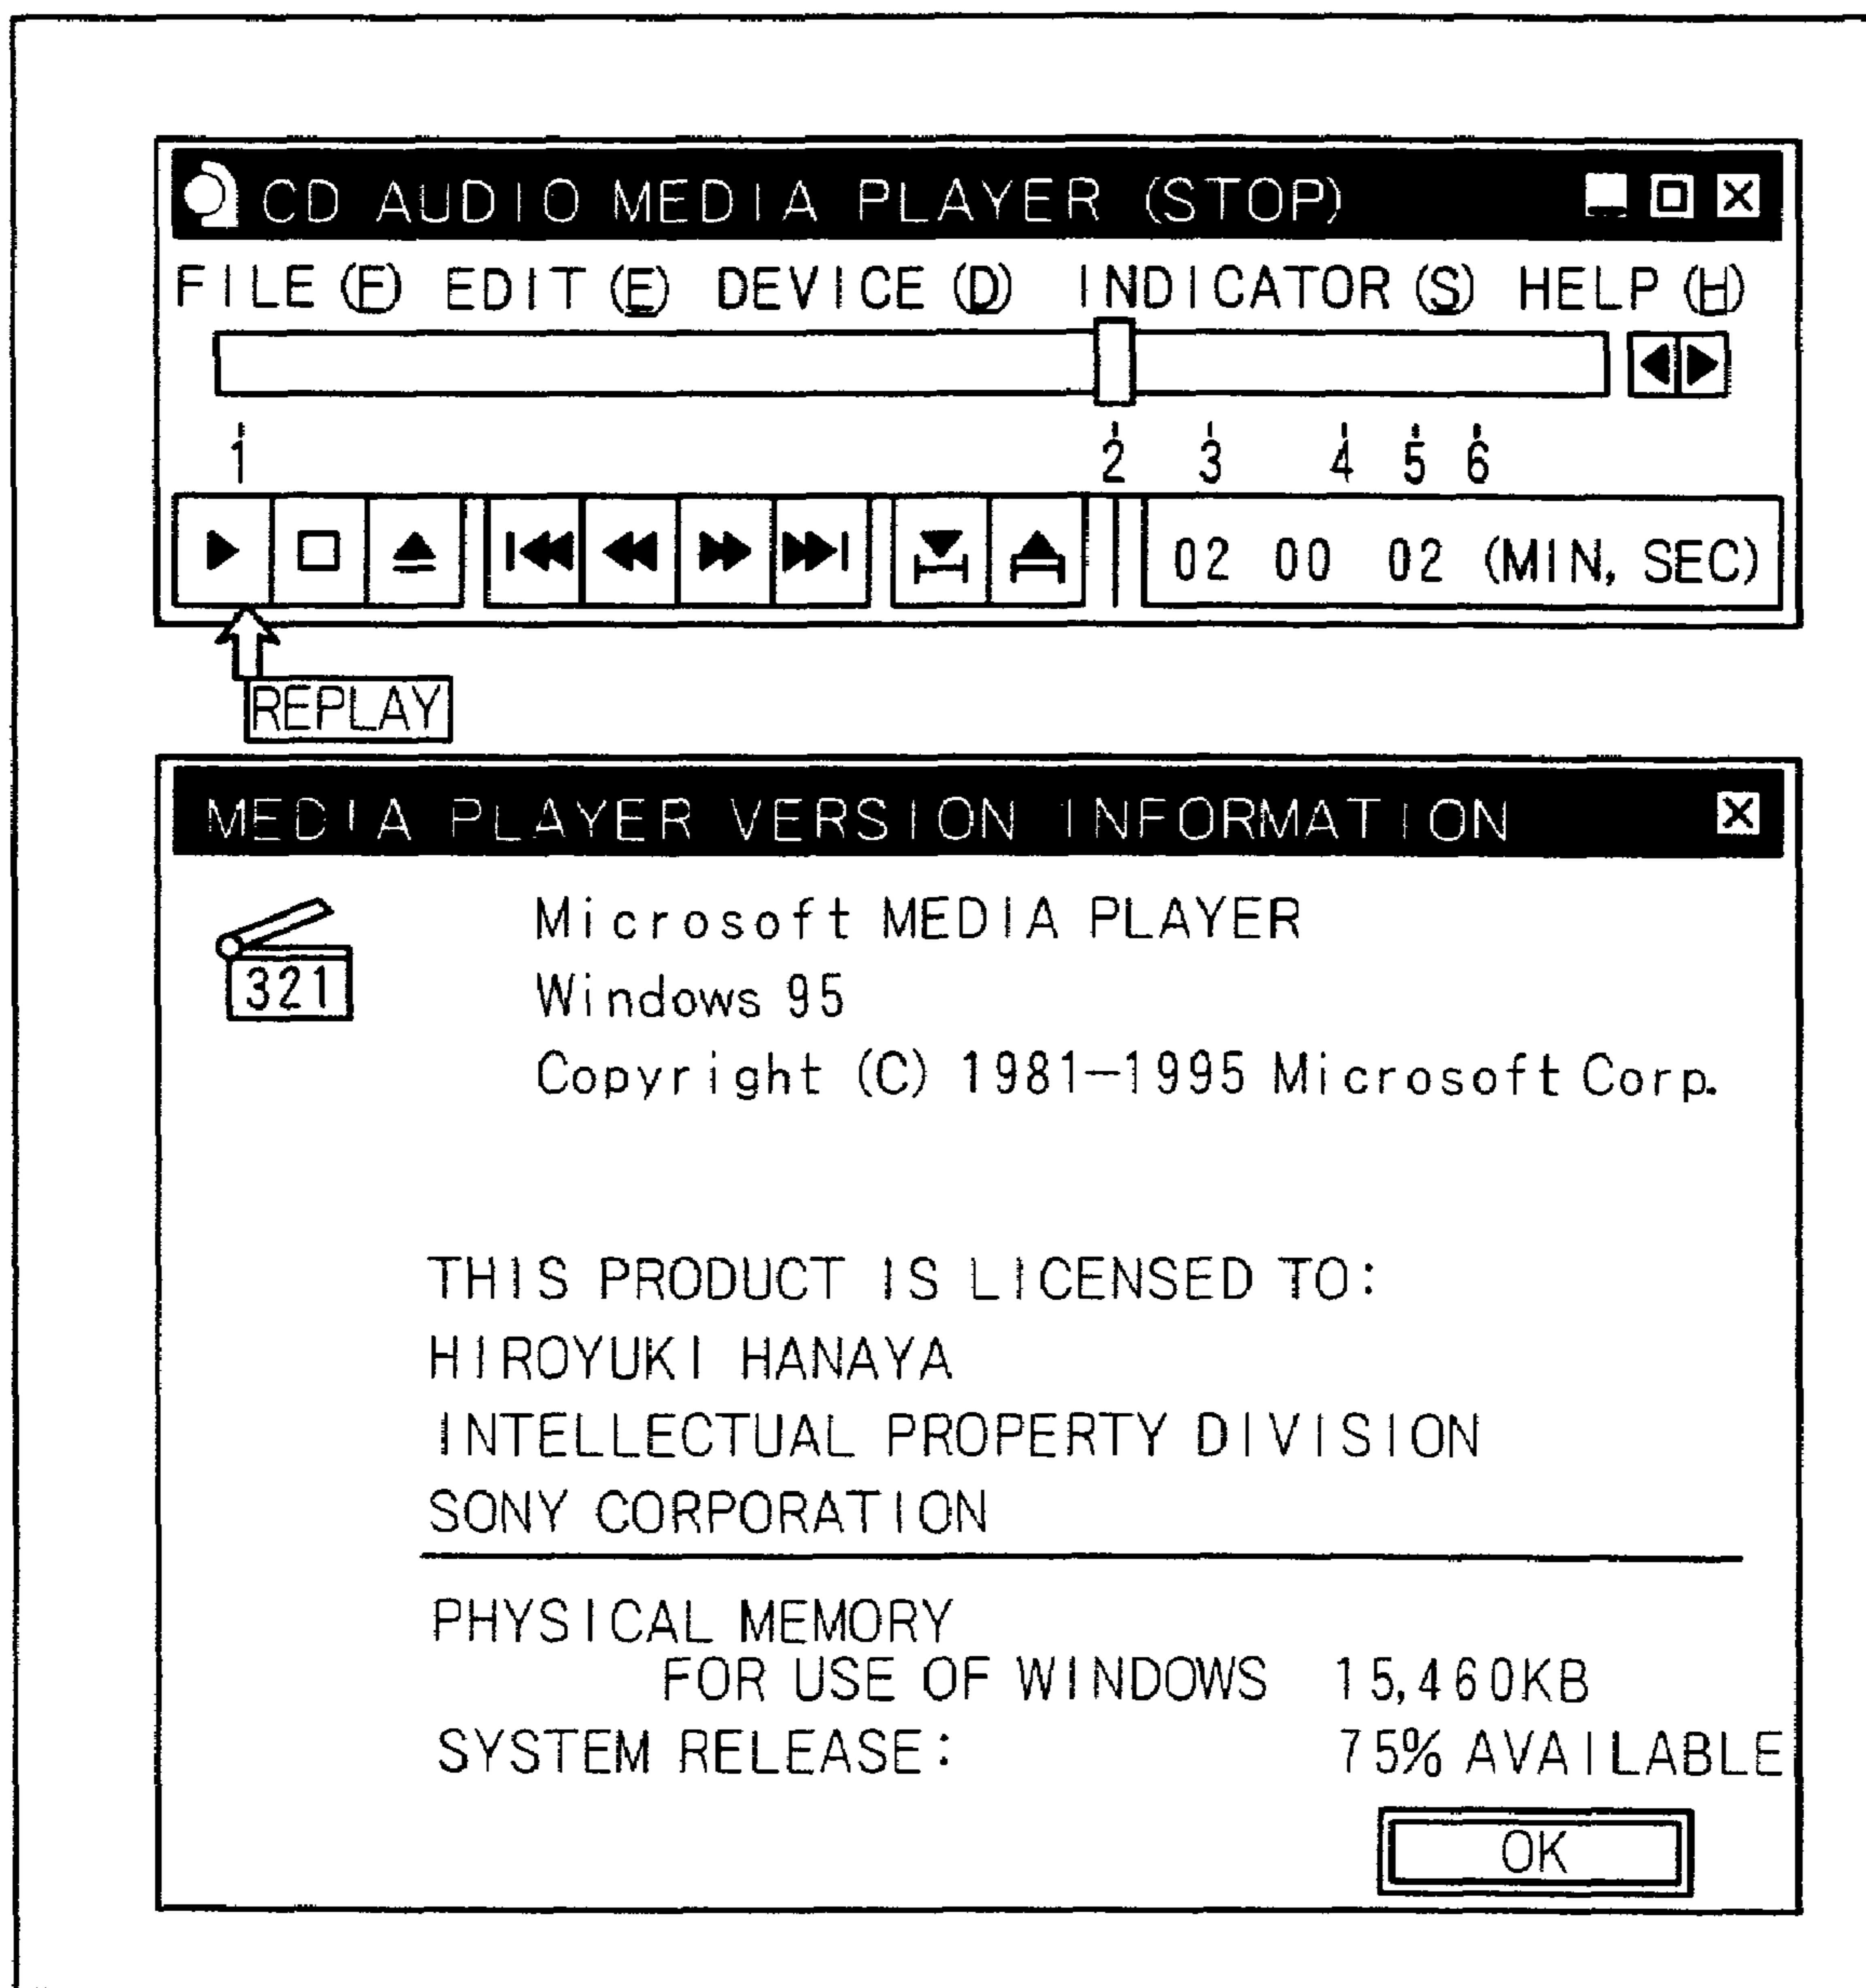 CD AUDIO MEDIA PLAYER (STOP)
FILE (F) EDIT (E) DEVICE (D) INDICATOR (S) HELP (H)
1 2 3 4 5 6
02 00 02 (MIN, SEC)
REPLAY
MEDIA PLAYER VERSION INFORMATION
321
Microsoft MEDIA PLAYER
Windows 95
Copyright (C) 1981-1995 Microsoft Corp.
THIS PRODUCT IS LICENSED TO:
HIROYUKI HANAYA
INTELLECTUAL PROPERTY DIVISION
SONY CORPORATION
PHYSICAL MEMORY
FOR USE OF WINDOWS 15,460KB
SYSTEM RELEASE: 75% AVAILABLE
OK